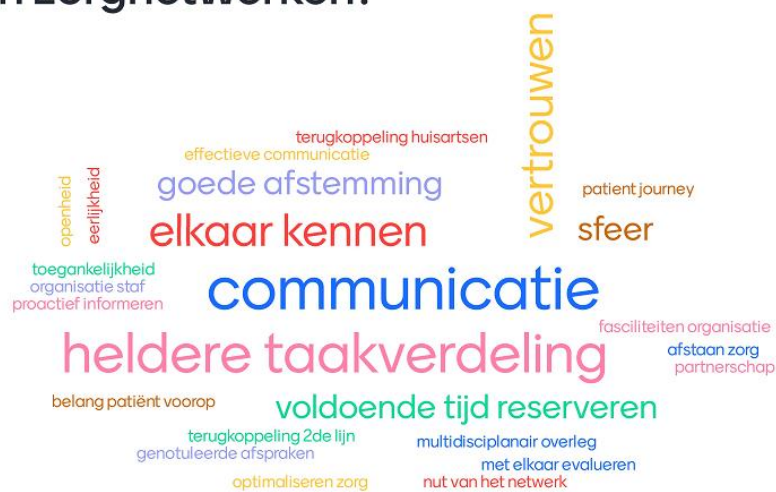 zorgnetwerken?
vertrouwen
terugkoppeling huisartsen
effectieve communicatie
goede afstemming
patient journey
openheid
eerlijkheid
elkaar kennen
sfeer
toegankelijkheid
organisatie staf
proactief informeren
communicatie
fasciliteiten organisatie
heldere taakverdeling
afstaan zorg
partnerschap
belang patiënt voorop
voldoende tijd reserveren
terugkoppeling 2de lijn
multidisciplanair overleg
genotuleerde afspraken
met elkaar evalueren
optimaliseren zorg
nut van het netwerk